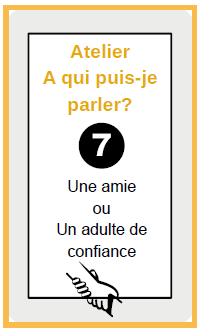 Atelier
A qui puis-je
parler?
7
Une amie
ou
Un adulte de
confiance